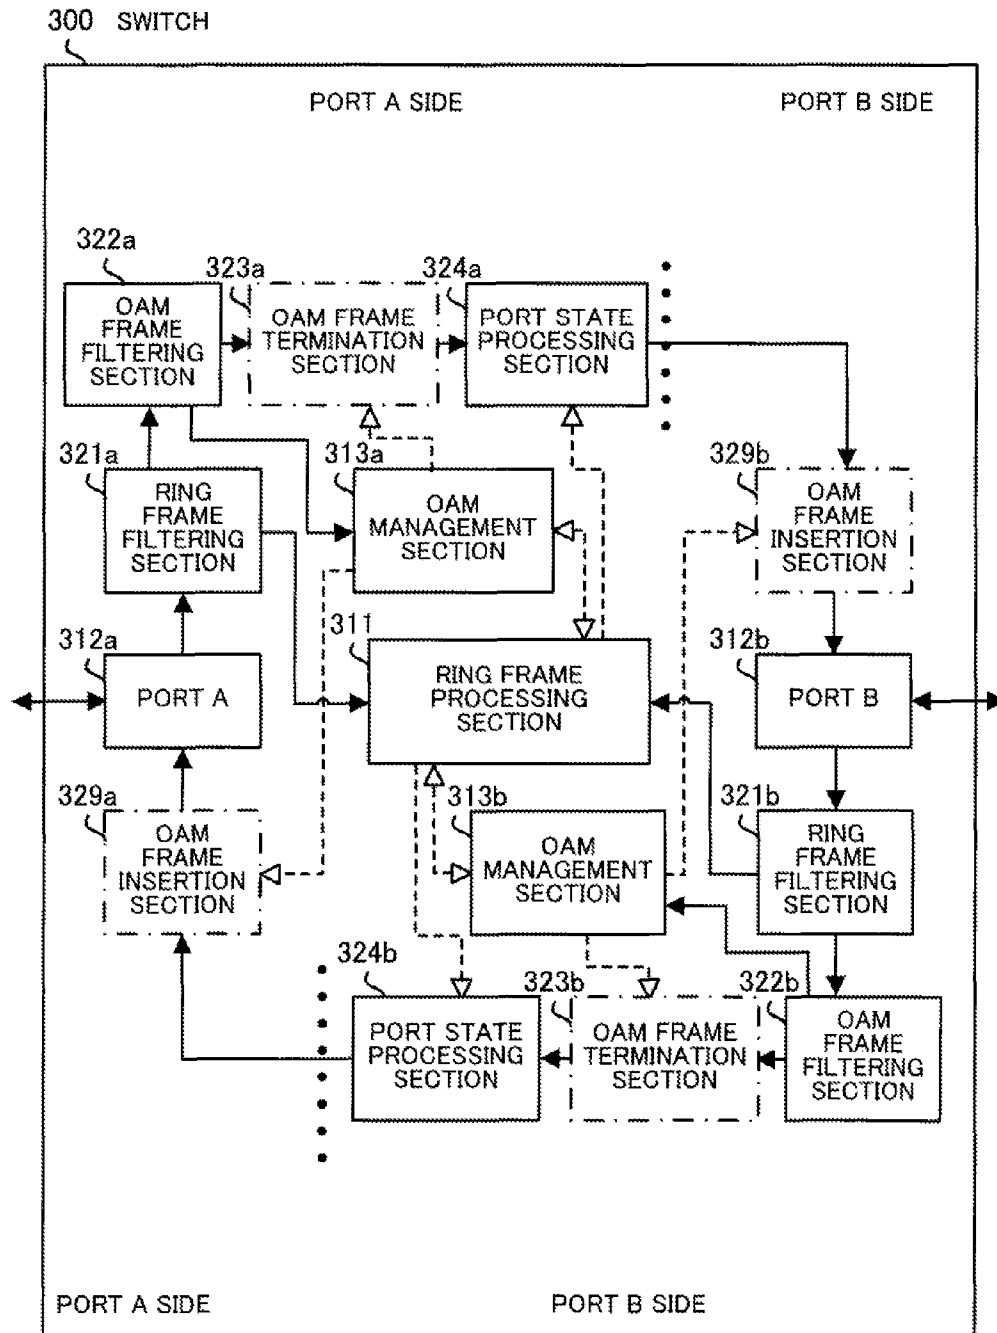 300 SWITCH
PORT A SIDE
PORT B SIDE
322a
OAM
FRAME
FILTERING
SECTION
323a
OAM FRAME
TERMINATION
SECTION
324a
PORT STATE
PROCESSING
SECTION
321a
RING
FRAME
FILTERING
SECTION
313a
OAM
MANAGEMENT
SECTION
329b
OAM
FRAME
INSERTION
SECTION
312a
PORT A
311
RING FRAME
PROCESSING
SECTION
312b
PORT B
329a
OAM
FRAME
INSERTION
SECTION
313b
OAM
MANAGEMENT
SECTION
321b
RING
FRAME
FILTERING
SECTION
324b
PORT STATE
PROCESSING
SECTION
323b
OAM FRAME
TERMINATION
SECTION
322b
OAM
FRAME
FILTERING
SECTION
PORT A SIDE
PORT B SIDE